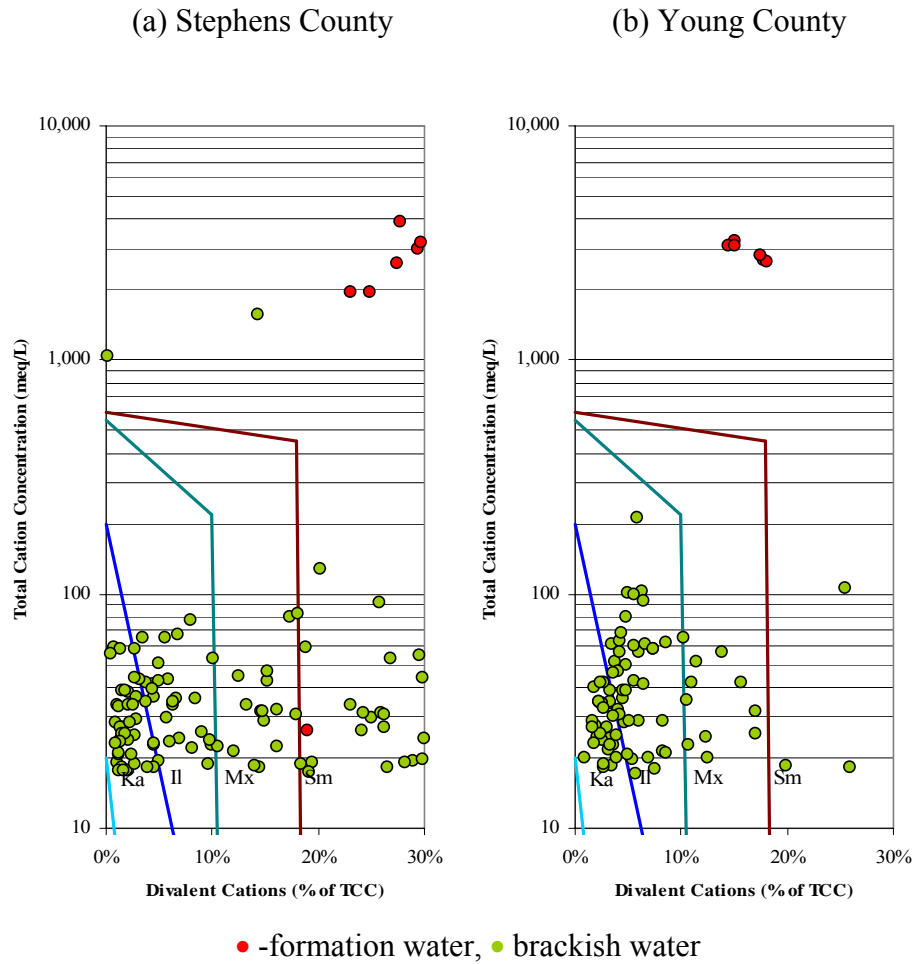 (a) Stephens County
(b) Young County
10,000
1,000
100
10
Total Cation Concentration (meq/L)
Ka
Il
Mx
Sm
0%
10%
20%
30%
Divalent Cations (% of TCC)
10,000
1,000
100
10
Total Cation Concentration (meq/L)
Ka
Il
Mx
Sm
0%
10%
20%
30%
Divalent Cations (% of TCC)
-formation water, brackish water